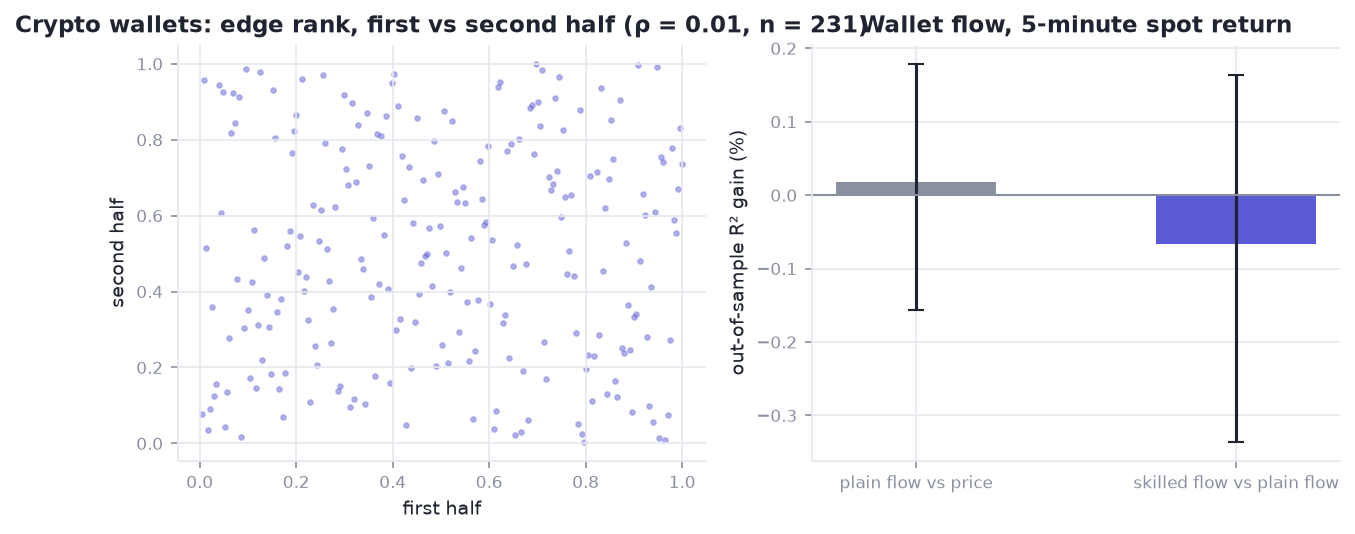 Crypto wallets: edge rank, first vs second half (ρ = 0.01, n = 231)
1.0
0.8
0.6
0.4
0.2
0.0
second half
0.0 0.2 0.4 0.6 0.8 1.0
first half
Wallet flow, 5-minute spot return
0.2
0.1
0.0
−0.1
−0.2
−0.3
out-of-sample R² gain (%)
plain flow vs price skilled flow vs plain flow